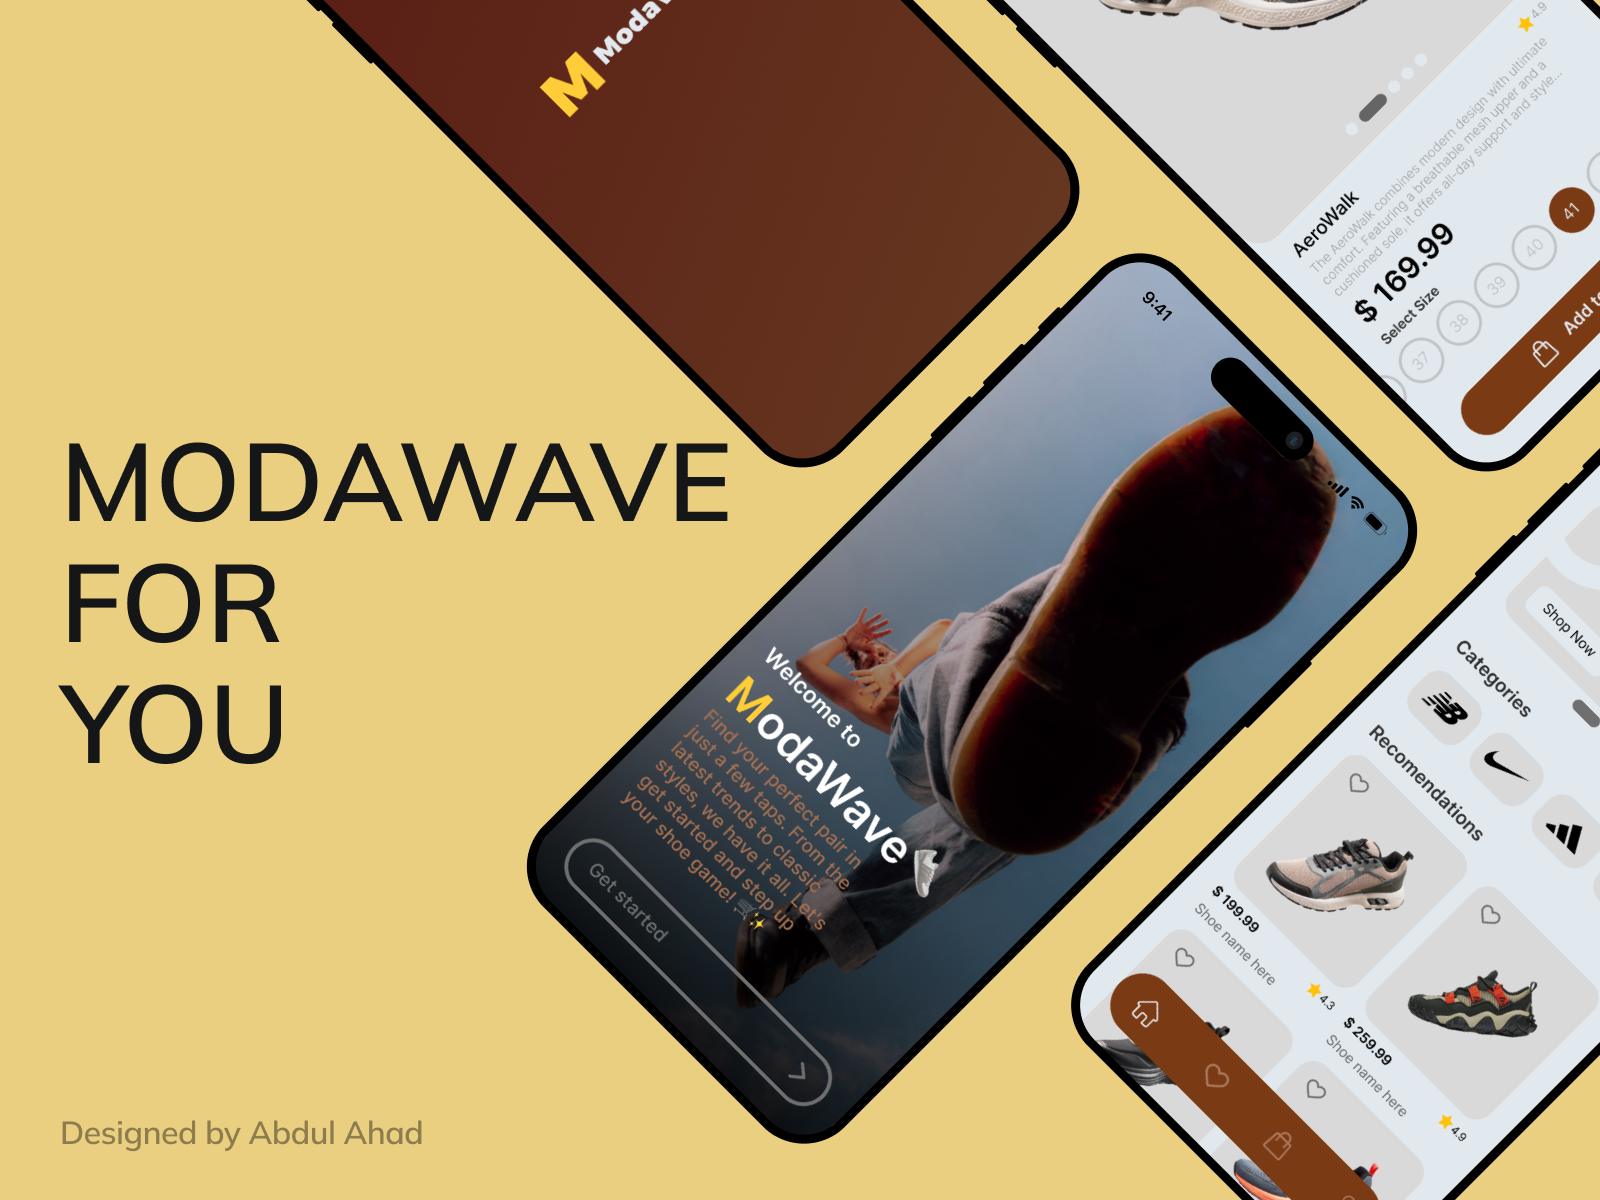 MODAWAVE
FOR
YOU
Designed by Abdul Ahad
M Moda
9:41
Welcome to
ModaWave
Find your perfect pair in
just a few taps. From the
latest trends to classic
styles, we have it all. Let's
get started and step up
your shoe game!
Get started
4.9
AeroWalk
The AeroWalk combines modern design with ultimate
comfort. Featuring a breathable mesh upper and a
cushioned sole, it offers all-day support and style...
$ 169.99
Select Size
37
38
39
40
41
Add to
Shop Now
Categories
Recomendations
$ 199.99
Shoe name here
4.3
$ 259.99
Shoe name here
4.9